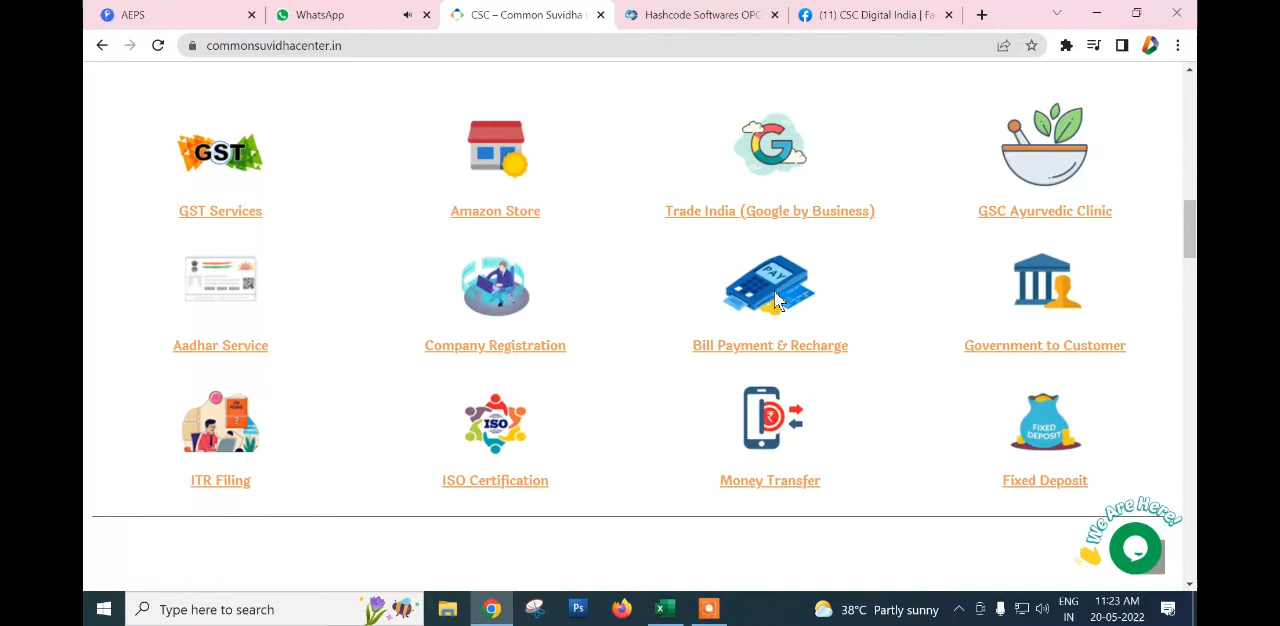 AEPS
WhatsApp
CSC – Common Suvidha
Hashcode Softwares OPC
(11) CSC Digital India | Fa
commonsuvidhacenter.in
GST
GST Services
Amazon Store
G
Trade India (Google by Business)
GSC Ayurvedic Clinic
PAY
Aadhar Service
Company Registration
Bill Payment & Recharge
Government to Customer
ISO
₹
FIXED
DEPOSIT
ITR Filing
ISO Certification
Money Transfer
Fixed Deposit
We Are Here!
Type here to search
Ps
38°C Partly sunny
ENG
IN
11:23 AM
20-05-2022